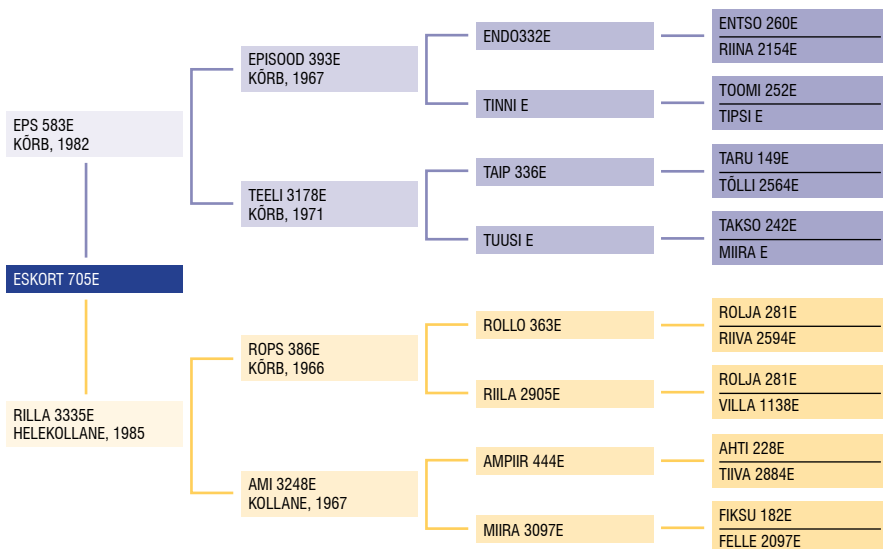 EPS 583E
KÕRB, 1982
ESKORT 705E
RILLA 3335E
HELEKOLLANE, 1985
EPISOOD 393E
KÕRB, 1967
TEELI 3178E
KÕRB, 1971
ROPS 386E
KÕRB, 1966
AMI 3248E
KOLLANE, 1967
ENDO332E
TINNI E
TAIP 336E
TUUSI E
ROLLO 363E
RIILA 2905E
AMPIIR 444E
MIIRA 3097E
ENTSO 260E
RIINA 2154E
TOOMI 252E
TIPSI E
TARU 149E
TÕLLI 2564E
TAKSO 242E
MIIRA E
ROLJA 281E
RIIVA 2594E
ROLJA 281E
VILLA 1138E
AHTI 228E
TIIVA 2884E
FIKSU 182E
FELLE 2097E